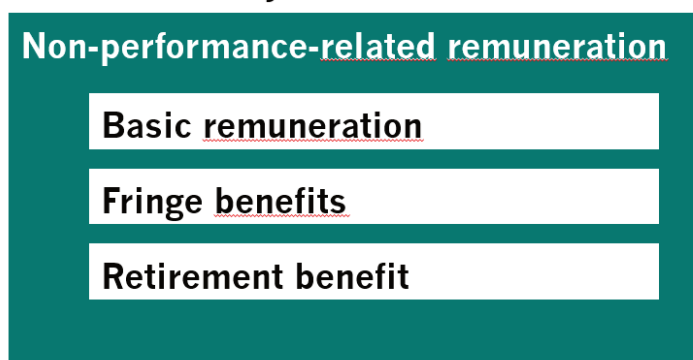 Non-performance-related remuneration
Basic remuneration
Fringe benefits
Retirement benefit